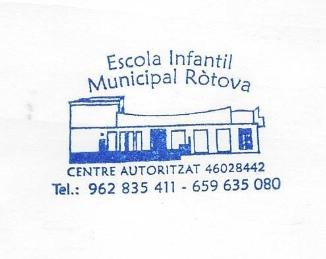 Escola Infantil
Municipal Ròtova
CENTRE AUTORITZAT 46028442
Tel.: 962 835 411 - 659 635 080